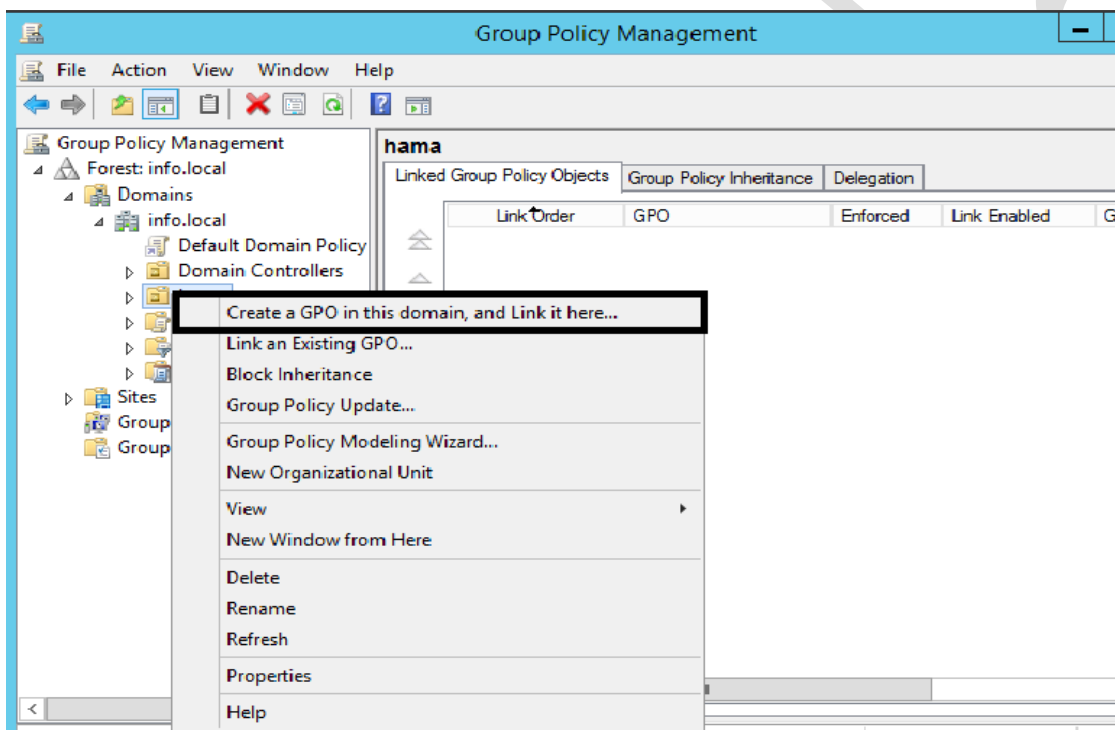 Group Policy Management
File Action View Window Help
Group Policy Management
Forest: info.local
Domains
info.local
Default Domain Policy
Domain Controllers
Sites
Group
Group
hama
Linked Group Policy Objects Group Policy Inheritance Delegation
Link Order GPO Enforced Link Enabled G
Create a GPO in this domain, and Link it here...
Link an Existing GPO...
Block Inheritance
Group Policy Update...
Group Policy Modeling Wizard...
New Organizational Unit
View
New Window from Here
Delete
Rename
Refresh
Properties
Help